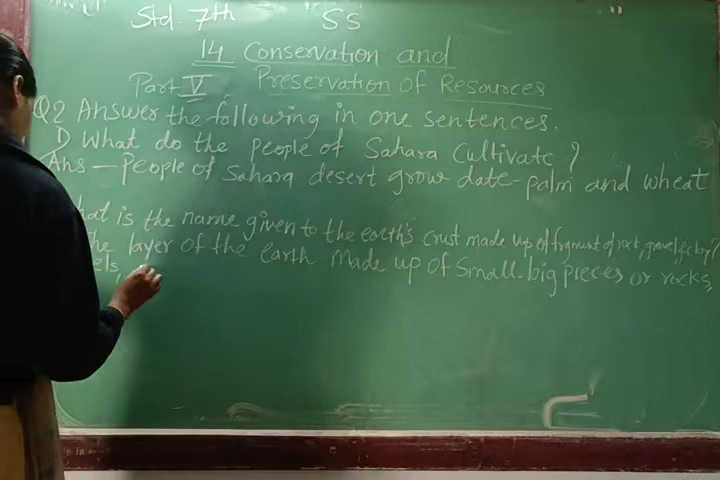 Std. 7th "SS"
14 Conservation and
Part V Preservation of Resources
Q2 Answer the following in one sentences.
1) What do the people of Sahara Cultivate ?
Ans - People of Sahara desert grow date-palm and wheat
hat is the name given to the earth's crust made up of fragment of rock, gravel,
the layer of the earth made up of small big pieces or rocks,
els,